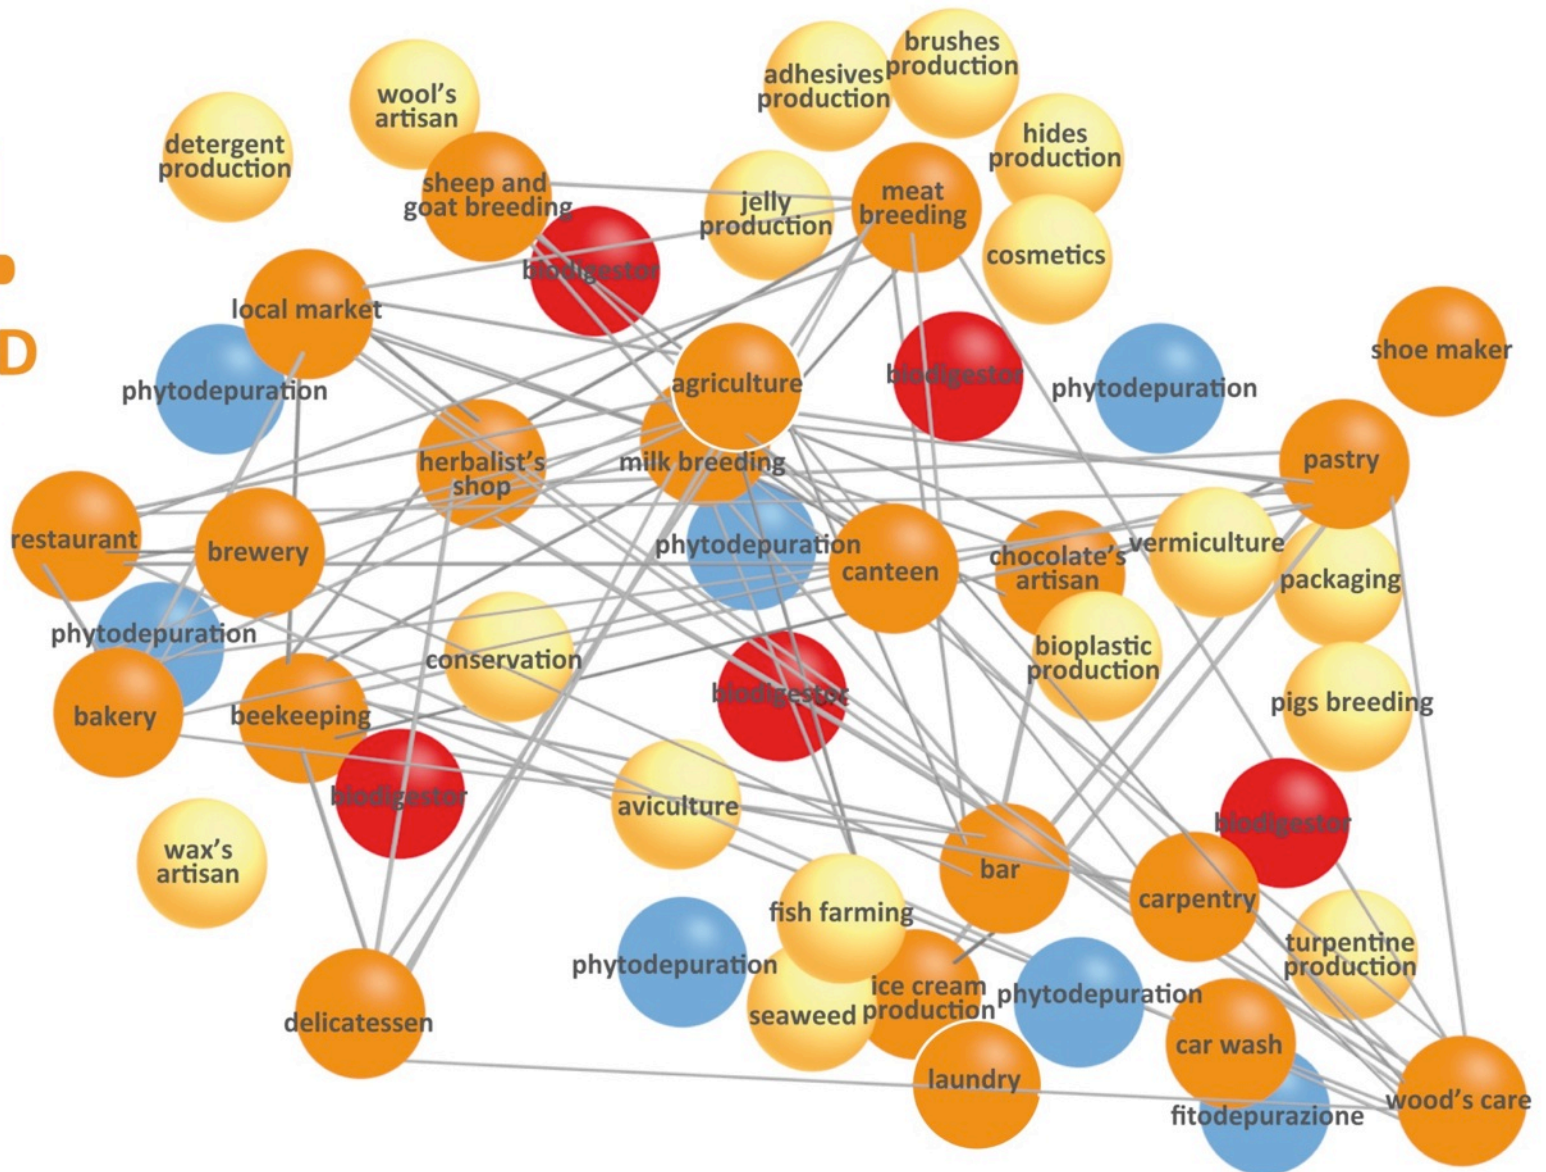 brushes
production
adhesives
production
wool's
artisan
detergent
production
hides
production
sheep and
goat breeding
jelly
production
meat
breeding
cosmetics
biodigestor
local market
D
shoe maker
agriculture
biodigestor
phytodepuration
phytodepuration
herbalist's
shop
milk breeding
pastry
restaurant
brewery
phytodepuration
canteen
chocolate's
artisan
vermiculture
packaging
phytodepuration
conservation
bioplastic
production
bakery
beekeeping
biodigestor
pigs breeding
biodigestor
aviculture
biodigestor
wax's
artisan
bar
carpentry
fish farming
turpentine
production
phytodepuration
ice cream
production
phytodepuration
seaweed
delicatessen
car wash
laundry
wood's care
fitodepurazione